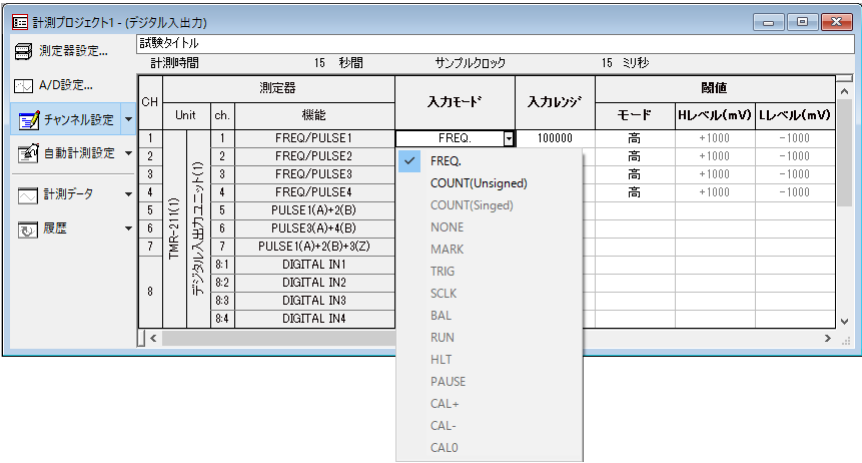 計測プロジェクト1 - (デジタル入出力)
測定器設定...
A/D設定...
チャンネル設定
自動計測設定
計測データ
履歴
試験タイトル
計測時間 15 秒間 サンプルクロック 15 ミリ秒
CH 測定器 入力モード 入力レンジ 閾値
Unit ch. 機能 モード Hレベル(mV) Lレベル(mV)
TMR-211(1)
デジタル入出力ユニット(1)
1 1 FREQ/PULSE1 FREQ. 100000 高 +1000 -1000
2 2 FREQ/PULSE2 高 +1000 -1000
3 3 FREQ/PULSE3 高 +1000 -1000
4 4 FREQ/PULSE4 高 +1000 -1000
5 5 PULSE1(A)+2(B)
6 6 PULSE3(A)+4(B)
7 7 PULSE1(A)+2(B)+3(Z)
8 8:1 DIGITAL IN1
8:2 DIGITAL IN2
8:3 DIGITAL IN3
8:4 DIGITAL IN4
FREQ.
COUNT(Unsigned)
COUNT(Singed)
NONE
MARK
TRIG
SCLK
BAL
RUN
HLT
PAUSE
CAL+
CAL-
CAL0